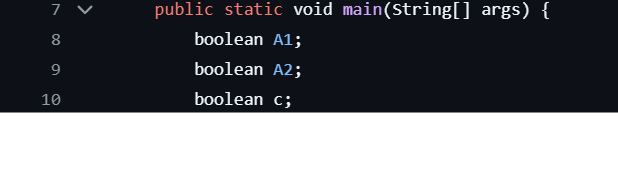 7 public static void main(String[] args) {
8 boolean A1;
9 boolean A2;
10 boolean c;